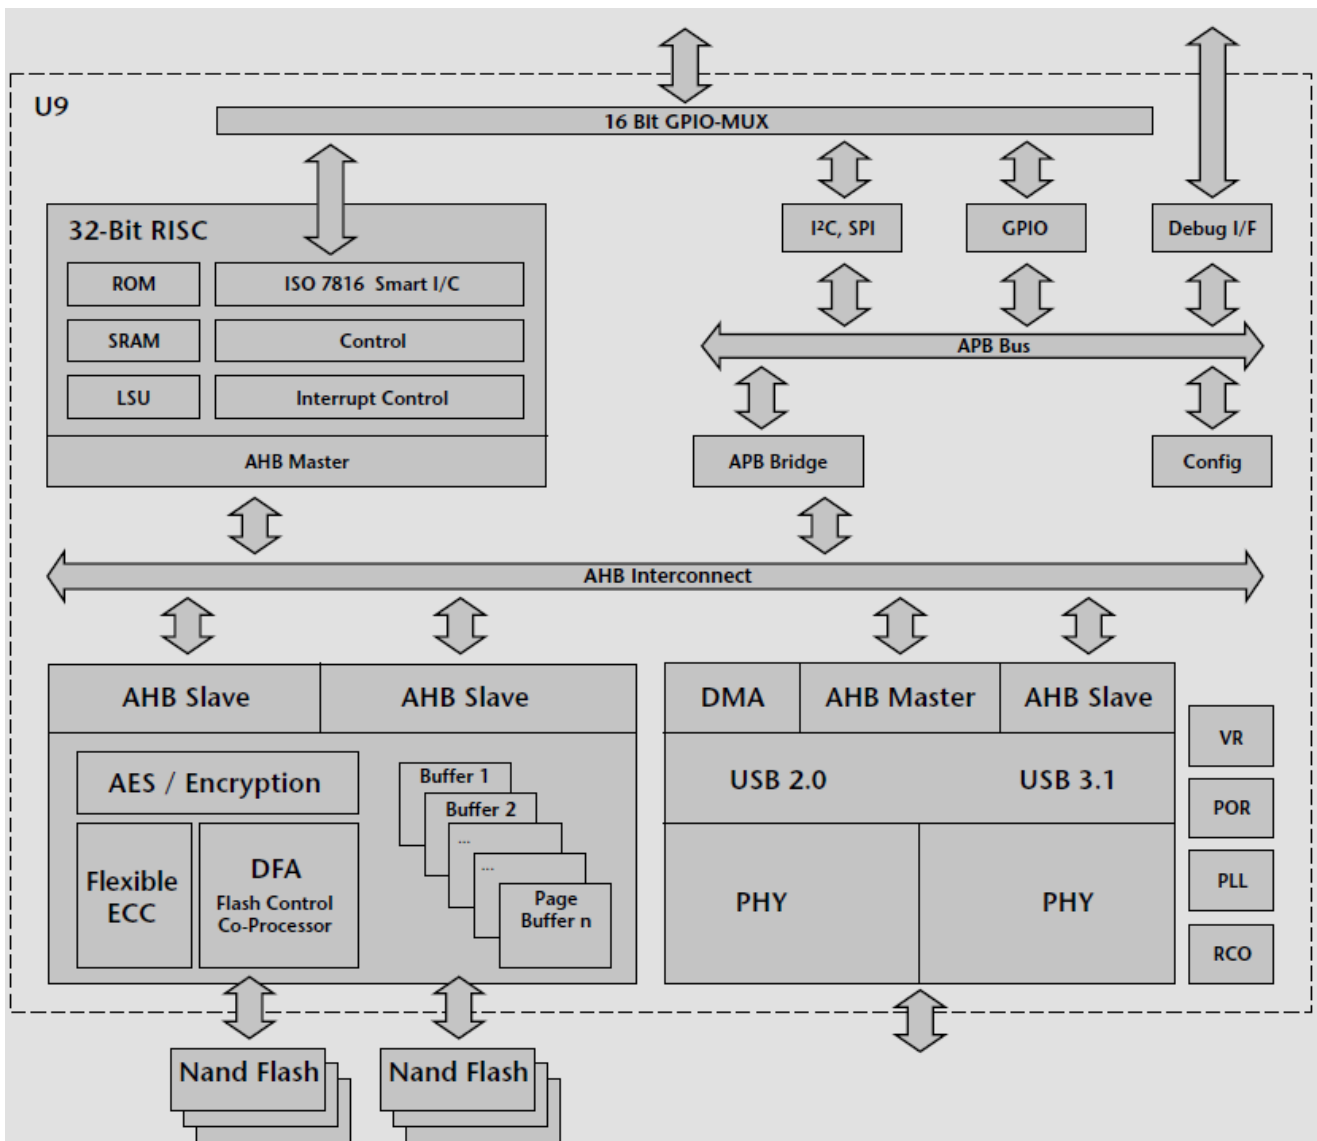 U9
16 BIt GPIO-MUX
32-Bit RISC
ROM
ISO 7816 Smart I/C
SRAM
Control
LSU
Interrupt Control
AHB Master
I²C, SPI
GPIO
Debug I/F
APB Bus
APB Bridge
Config
AHB Interconnect
AHB Slave
AHB Slave
AES / Encryption
Flexible
ECC
DFA
Flash Control
Co-Processor
Buffer 1
Buffer 2
...
...
Page
Buffer n
DMA
AHB Master
AHB Slave
USB 2.0
USB 3.1
PHY
PHY
VR
POR
PLL
RCO
Nand Flash
Nand Flash